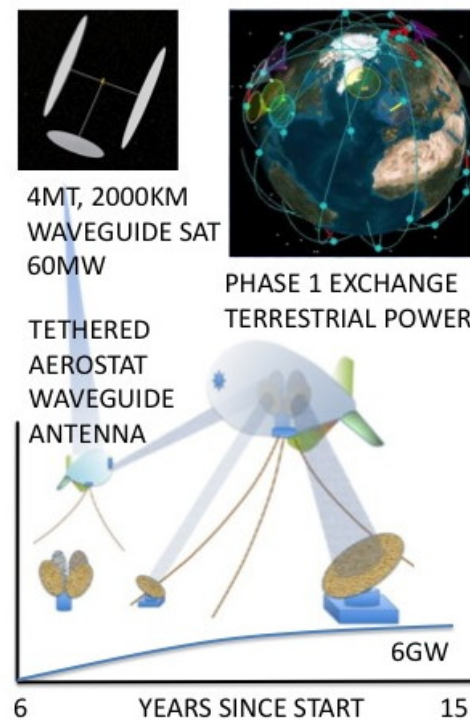 4MT, 2000KM
WAVEGUIDE SAT
60MW
PHASE 1 EXCHANGE
TERRESTRIAL POWER
TETHERED
AEROSTAT
WAVEGUIDE
ANTENNA
6GW
6 YEARS SINCE START 15